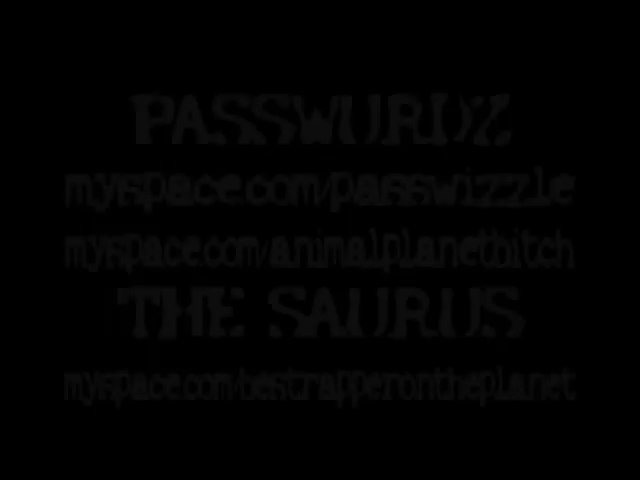 PASSWURDZ
myspace.com/passwizzle
myspace.com/animalplanetbitch
THE SAURUS
myspace.com/bestrapperontheplanet